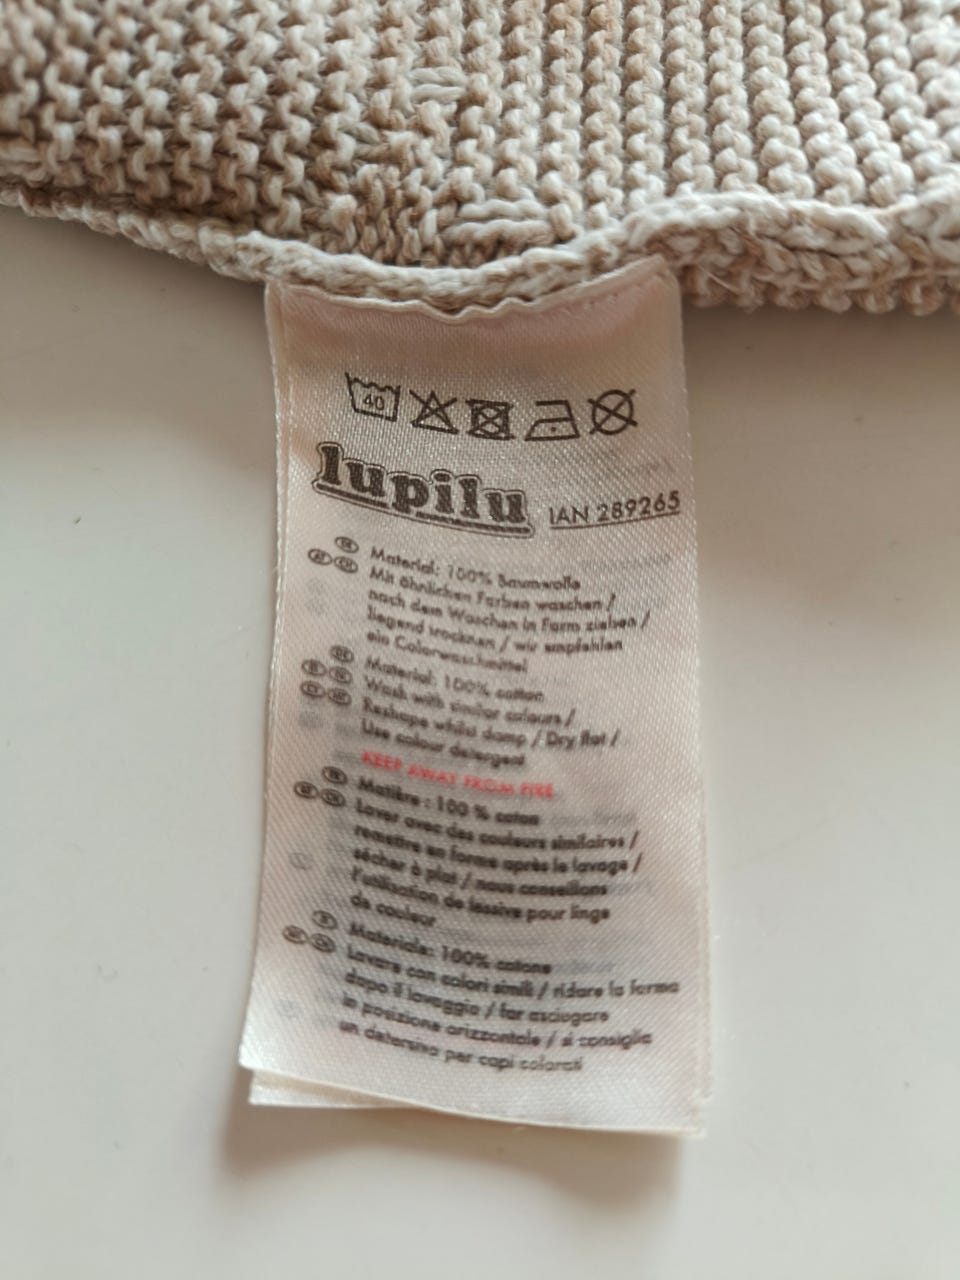 40
lupilu IAN 289265
Material: 100% Baumwolle
Mit ähnlichen Farben waschen /
nach dem Waschen in Form ziehen /
liegend trocknen / wir empfehlen
ein Colorwaschmittel
Material: 100% cotton
Wash with similar colours /
Reshape whilst damp / Dry flat /
Use colour detergent
KEEP AWAY FROM FIRE
Matière : 100 % coton
Laver avec des couleurs similaires /
remettre en forme après le lavage /
sécher à plat / nous conseillons
l'utilisation de lessive pour linge
de couleur
Materiale: 100% cotone
Lavare con colori simili / ridare la forma
dopo il lavaggio / far asciugare
in posizione orizzontale / si consiglia
un detersivo per capi colorati